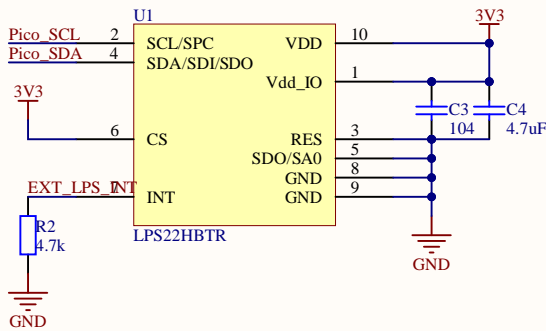 U1
3V3
Pico_SCL 2 SCL/SPC VDD 10
Pico_SDA 4 SDA/SDI/SDO
Vdd_IO 1
3V3
C3 C4
104 4.7uF
6 CS RES 3
SDO/SA0 5
GND 8
EXT_LPS_INT 7 INT GND 9
R2
4.7k
LPS22HBTR
GND
GND